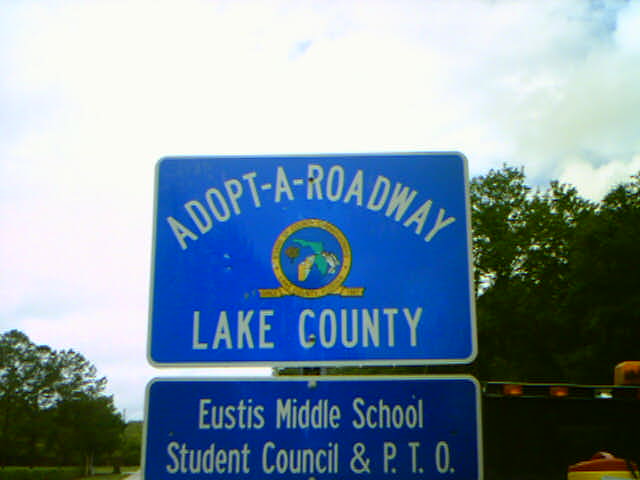 ADOPT-A-ROADWAY
LAKE COUNTY
Eustis Middle School
Student Council & P. T. O.